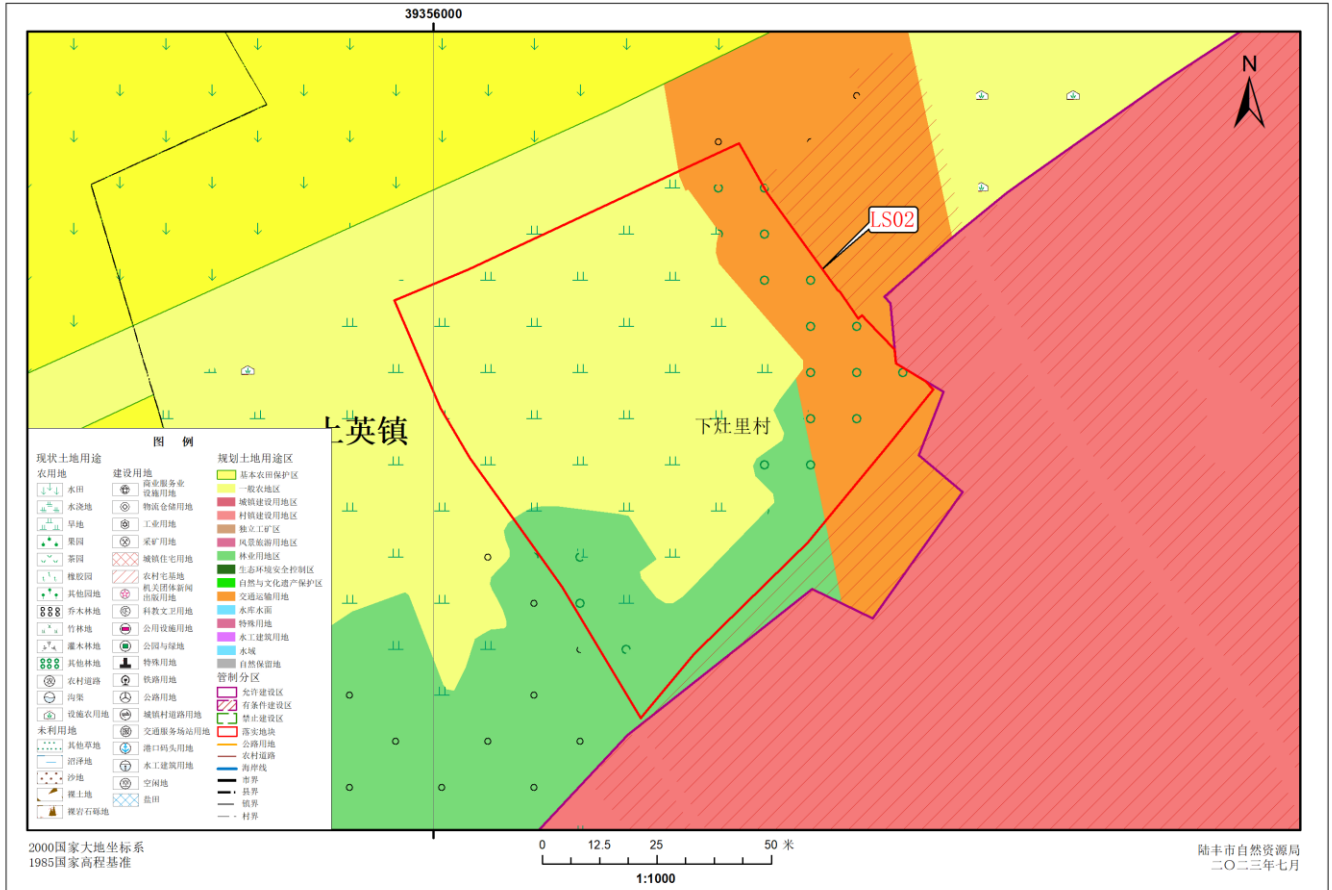 39356000
N
LS02
上英镇
下灶里村
图 例
现状土地用途
农用地
水田
水浇地
旱地
果园
茶园
橡胶园
其他园地
乔木林地
竹林地
灌木林地
其他林地
农村道路
沟渠
设施农用地
未利用地
其他草地
沼泽地
沙地
裸土地
裸岩石砾地
建设用地
商业服务业
设施用地
物流仓储用地
工业用地
采矿用地
城镇住宅用地
农村宅基地
机关团体新闻
出版用地
科教文卫用地
公用设施用地
公园与绿地
特殊用地
铁路用地
公路用地
城镇村道路用地
交通服务场站用地
港口码头用地
水工建筑用地
空闲地
盐田
规划土地用途区
基本农田保护区
一般农地区
城镇建设用地区
村镇建设用地区
独立工矿区
风景旅游用地区
林业用地区
生态环境安全控制区
自然与文化遗产保护区
交通运输用地
水库水面
特殊用地
水工建筑用地
水域
自然保留地
管制分区
允许建设区
有条件建设区
禁止建设区
落实地块
公路用地
农村道路
海岸线
市界
县界
镇界
村界
2000国家大地坐标系
1985国家高程基准
0 12.5 25 50 米
1:1000
陆丰市自然资源局
二〇二三年七月